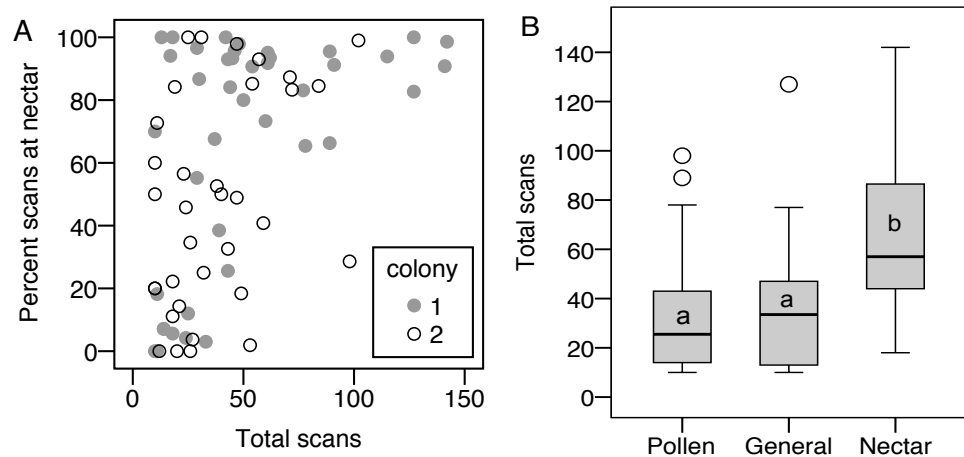 A
Percent scans at nectar
100
80
60
40
20
0
colony
1
2
0
50
100
150
Total scans
B
Total scans
140
120
100
80
60
40
20
0
a
a
b
Pollen
General
Nectar